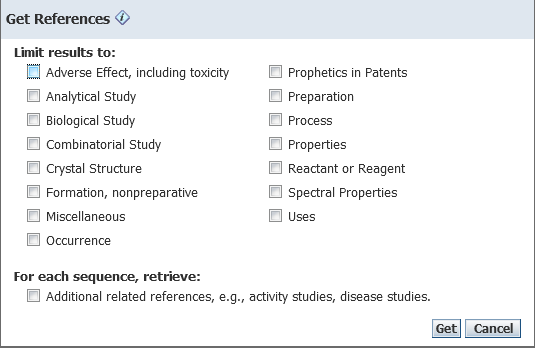 Get References
Limit results to:
Adverse Effect, including toxicity
Analytical Study
Biological Study
Combinatorial Study
Crystal Structure
Formation, nonpreparative
Miscellaneous
Occurrence
Prophetics in Patents
Preparation
Process
Properties
Reactant or Reagent
Spectral Properties
Uses
For each sequence, retrieve:
Additional related references, e.g., activity studies, disease studies.
Get Cancel